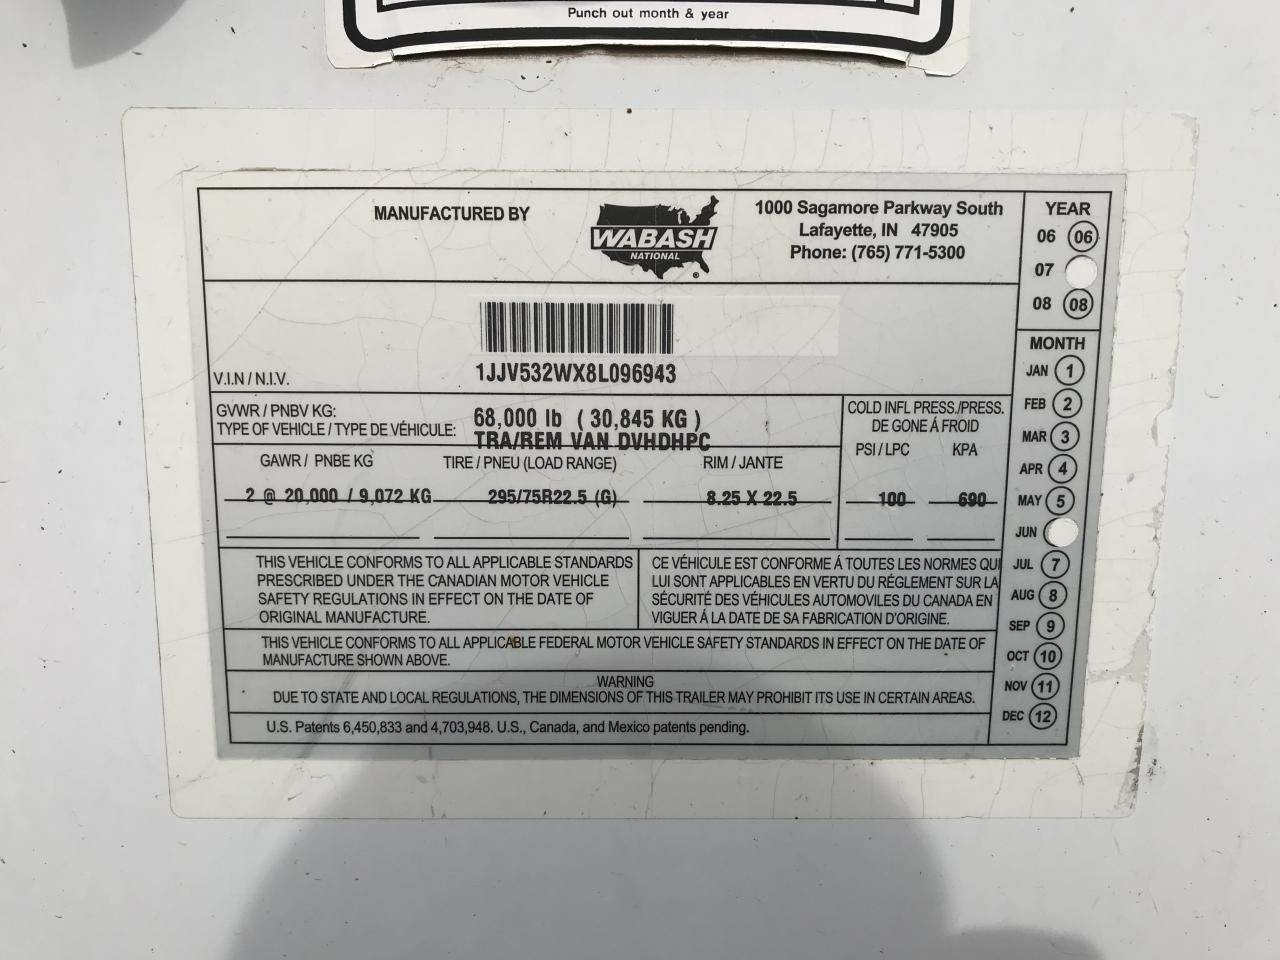 Punch out month & year
MANUFACTURED BY
WABASH
NATIONAL
®
1000 Sagamore Parkway South
Lafayette, IN 47905
Phone: (765) 771-5300
YEAR
06 06
07
08 08
V.I.N / N.I.V.
1JJV532WX8L096943
GVWR / PNBV KG: 68,000 lb ( 30,845 KG )
TYPE OF VEHICLE / TYPE DE VÉHICULE: TRA/REM VAN DVHDHPC
GAWR / PNBE KG TIRE / PNEU (LOAD RANGE) RIM / JANTE
2 @ 20,000 / 9,072 KG 295/75R22.5 (G) 8.25 X 22.5
COLD INFL PRESS./PRESS.
DE GONE Á FROID
PSI / LPC KPA
100 690
MONTH
JAN 1
FEB 2
MAR 3
APR 4
MAY 5
JUN
JUL 7
AUG 8
SEP 9
OCT 10
NOV 11
DEC 12
THIS VEHICLE CONFORMS TO ALL APPLICABLE STANDARDS
PRESCRIBED UNDER THE CANADIAN MOTOR VEHICLE
SAFETY REGULATIONS IN EFFECT ON THE DATE OF
ORIGINAL MANUFACTURE.
CE VÉHICULE EST CONFORME Á TOUTES LES NORMES QUI
LUI SONT APPLICABLES EN VERTU DU RÉGLEMENT SUR LA
SÉCURITÉ DES VÉHICULES AUTOMOVILES DU CANADA EN
VIGUER Á LA DATE DE SA FABRICATION D'ORIGINE.
THIS VEHICLE CONFORMS TO ALL APPLICABLE FEDERAL MOTOR VEHICLE SAFETY STANDARDS IN EFFECT ON THE DATE OF
MANUFACTURE SHOWN ABOVE.
WARNING
DUE TO STATE AND LOCAL REGULATIONS, THE DIMENSIONS OF THIS TRAILER MAY PROHIBIT ITS USE IN CERTAIN AREAS.
U.S. Patents 6,450,833 and 4,703,948. U.S., Canada, and Mexico patents pending.